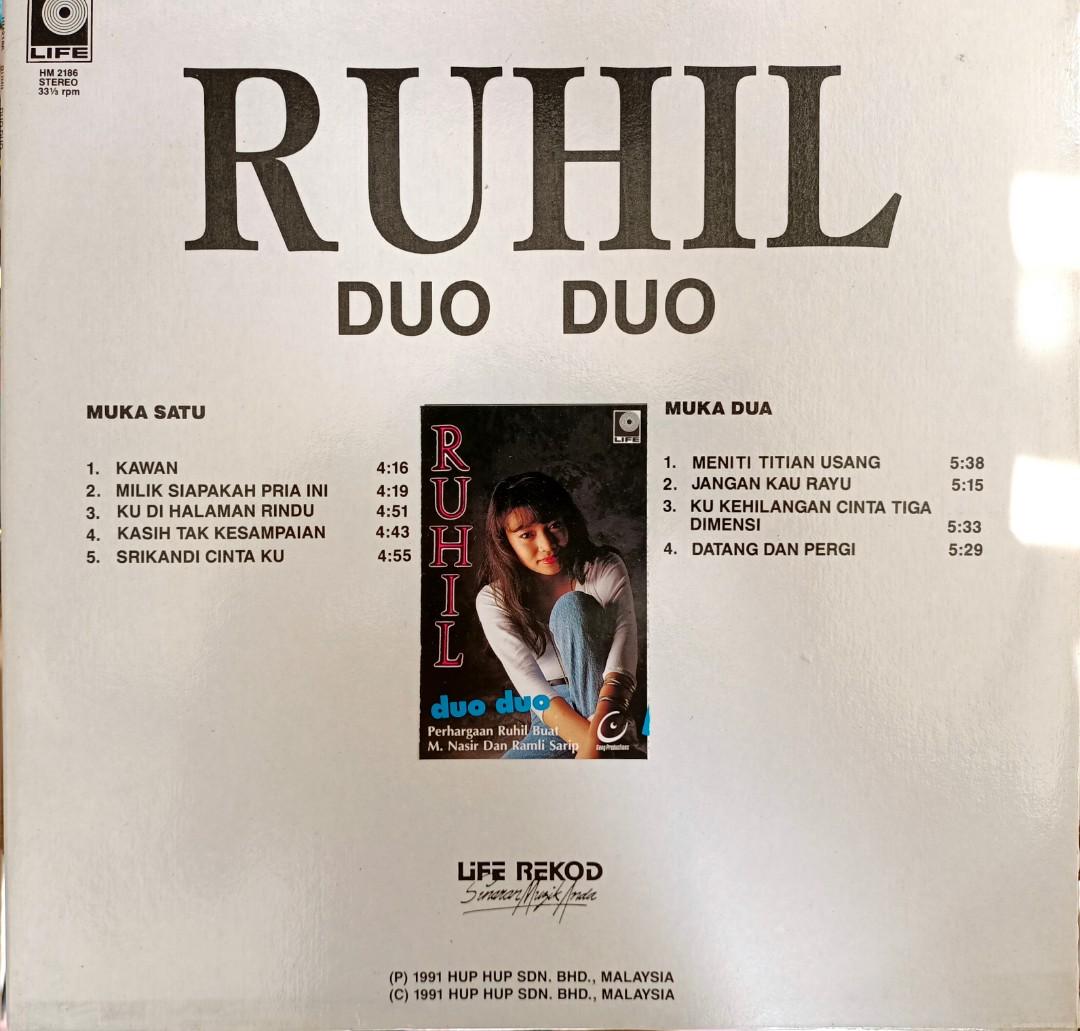 LIFE
HM 2186
STEREO
33⅓ rpm
RUHIL
DUO DUO
MUKA SATU
1. KAWAN 4:16
2. MILIK SIAPAKAH PRIA INI 4:19
3. KU DI HALAMAN RINDU 4:51
4. KASIH TAK KESAMPAIAN 4:43
5. SRIKANDI CINTA KU 4:55
LIFE
RUHIL
duo duo
Perhargaan Ruhil Buat
M. Nasir Dan Ramli Sarip
MUKA DUA
1. MENITI TITIAN USANG 5:38
2. JANGAN KAU RAYU 5:15
3. KU KEHILANGAN CINTA TIGA
DIMENSI 5:33
4. DATANG DAN PERGI 5:29
LIFE REKOD
Sinaran Muzik Anda
(P) 1991 HUP HUP SDN. BHD., MALAYSIA
(C) 1991 HUP HUP SDN. BHD., MALAYSIA